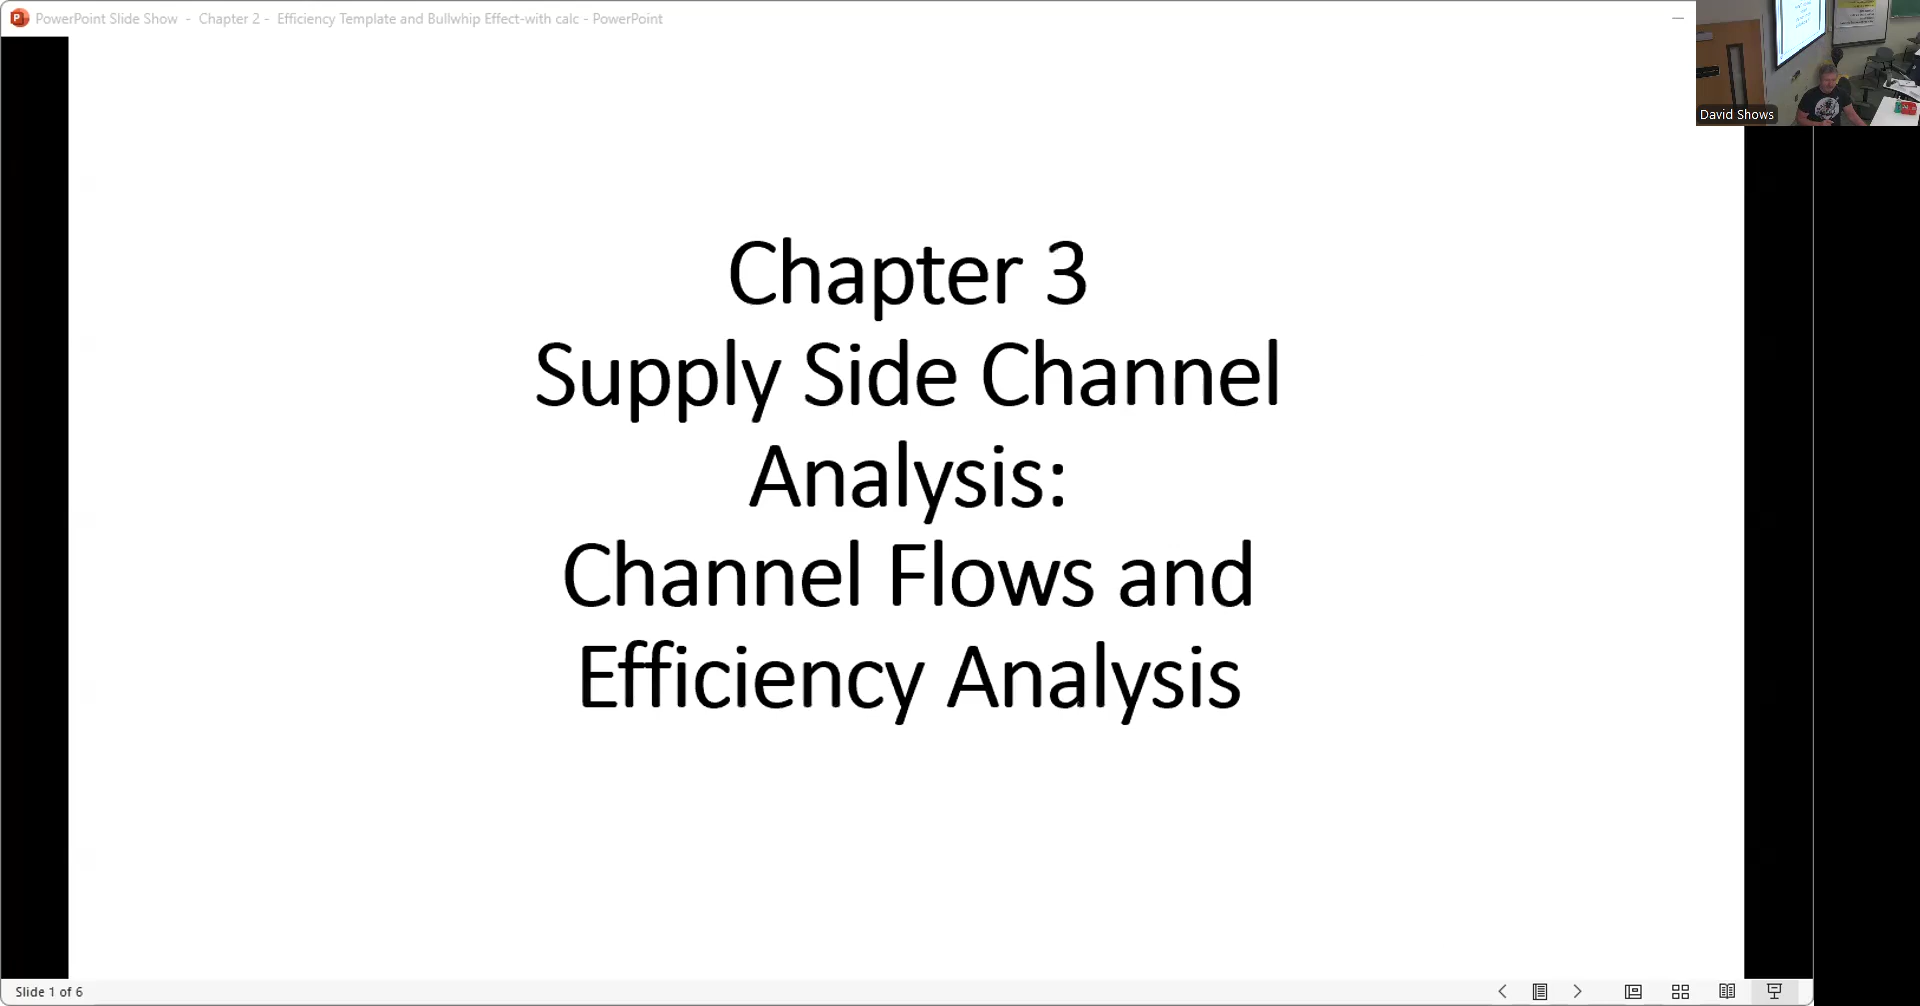 PowerPoint Slide Show - Chapter 2 - Efficiency Template and Bullwhip Effect-with calc - PowerPoint
David Shows
Chapter 3
Supply Side Channel
Analysis:
Channel Flows and
Efficiency Analysis
Slide 1 of 6